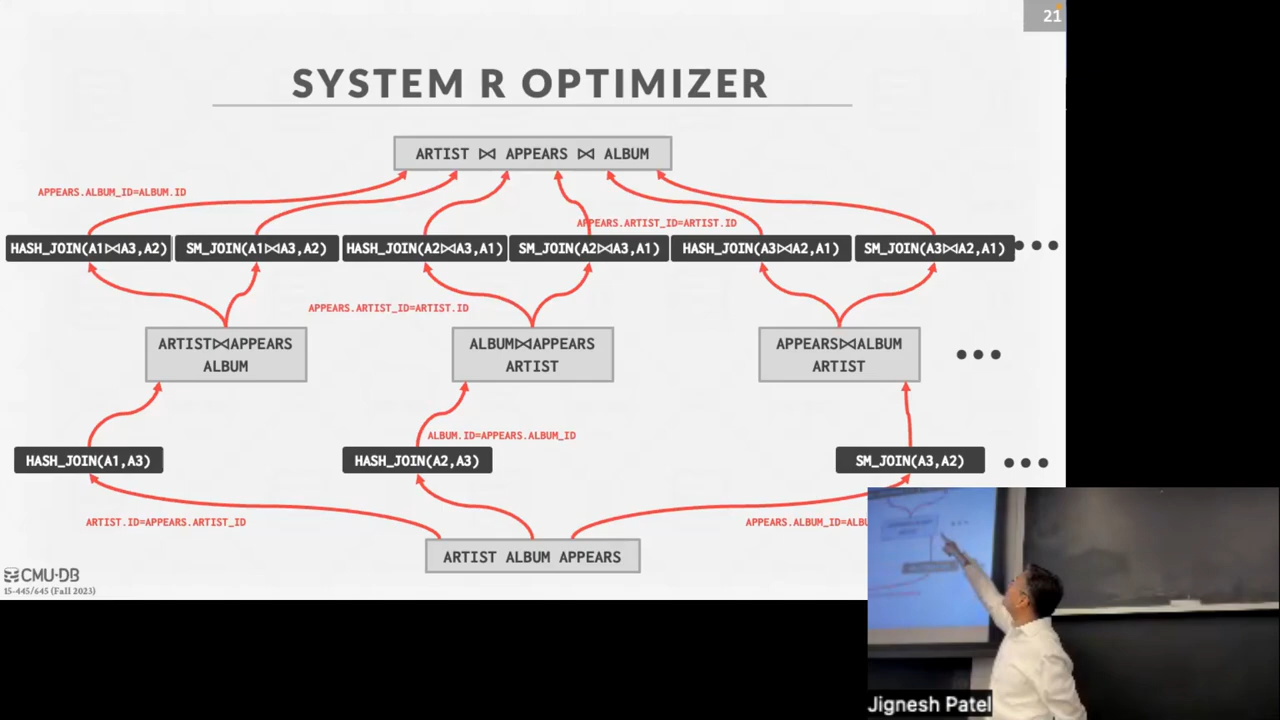 21
SYSTEM R OPTIMIZER
ARTIST ⋈ APPEARS ⋈ ALBUM
APPEARS.ALBUM_ID=ALBUM.ID
APPEARS.ARTIST_ID=ARTIST.ID
HASH_JOIN(A1⋈A3,A2)
SM_JOIN(A1⋈A3,A2)
HASH_JOIN(A2⋈A3,A1)
SM_JOIN(A2⋈A3,A1)
HASH_JOIN(A3⋈A2,A1)
SM_JOIN(A3⋈A2,A1)
APPEARS.ARTIST_ID=ARTIST.ID
ARTIST⋈APPEARS
ALBUM
ALBUM⋈APPEARS
ARTIST
APPEARS⋈ALBUM
ARTIST
ALBUM.ID=APPEARS.ALBUM_ID
HASH_JOIN(A1,A3)
HASH_JOIN(A2,A3)
SM_JOIN(A3,A2)
ARTIST.ID=APPEARS.ARTIST_ID
ARTIST ALBUM APPEARS
CMU·DB
15-445/645 (Fall 2023)
Jignesh Patel